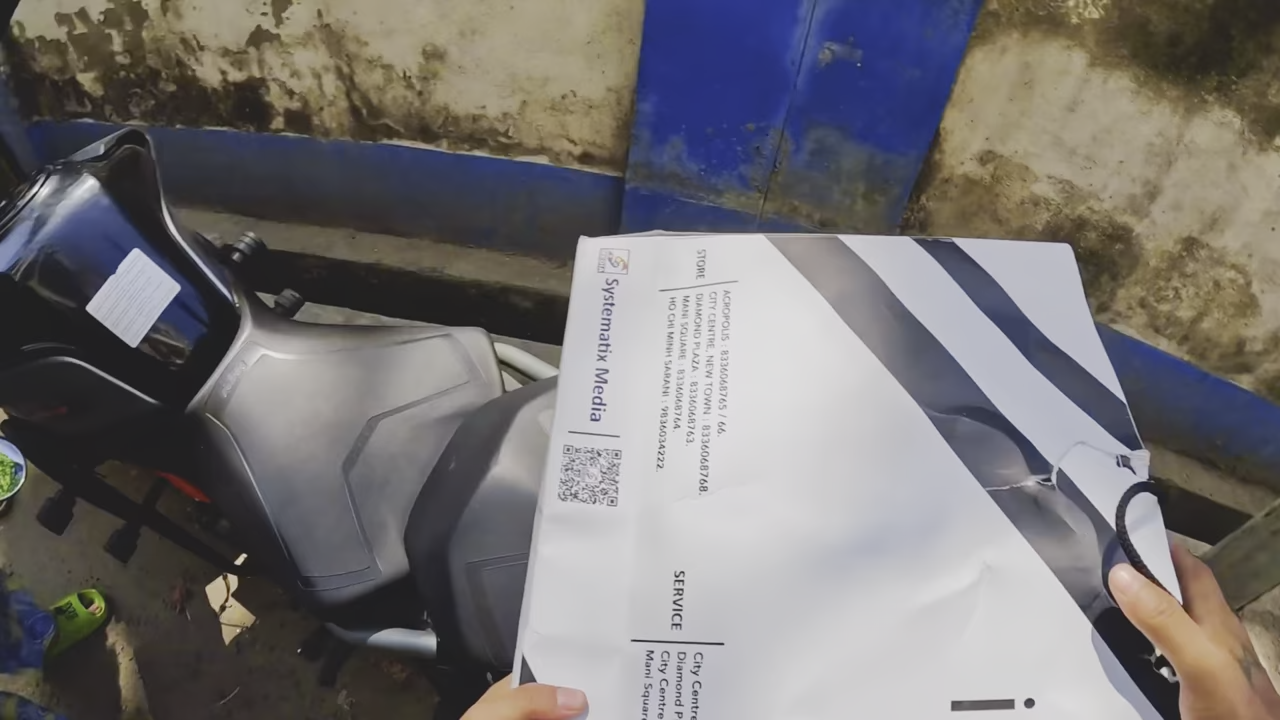 Systematix Media
STORE
ACROPOLIS : 8336068765 / 66.
CITY CENTRE, NEW TOWN : 8336068768.
DIAMOND PLAZA : 8336068763.
MANI SQUARE : 8336068764.
HO CHI MINH SARANI : 9836034222.
SERVICE
City Centre
Diamond P
City Centre
Mani Squar